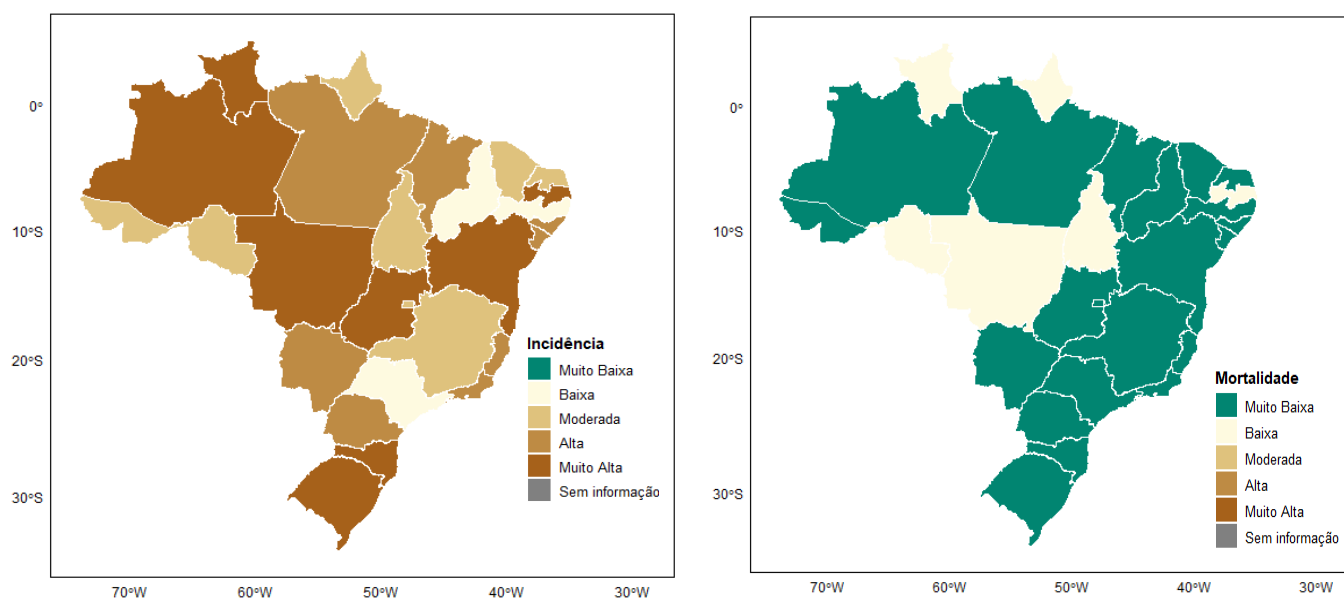 0°
10°S
20°S
30°S
70°W
60°W
50°W
40°W
30°W
Incidência
Muito Baixa
Baixa
Moderada
Alta
Muito Alta
Sem informação
0°
10°S
20°S
30°S
70°W
60°W
50°W
40°W
30°W
Mortalidade
Muito Baixa
Baixa
Moderada
Alta
Muito Alta
Sem informação